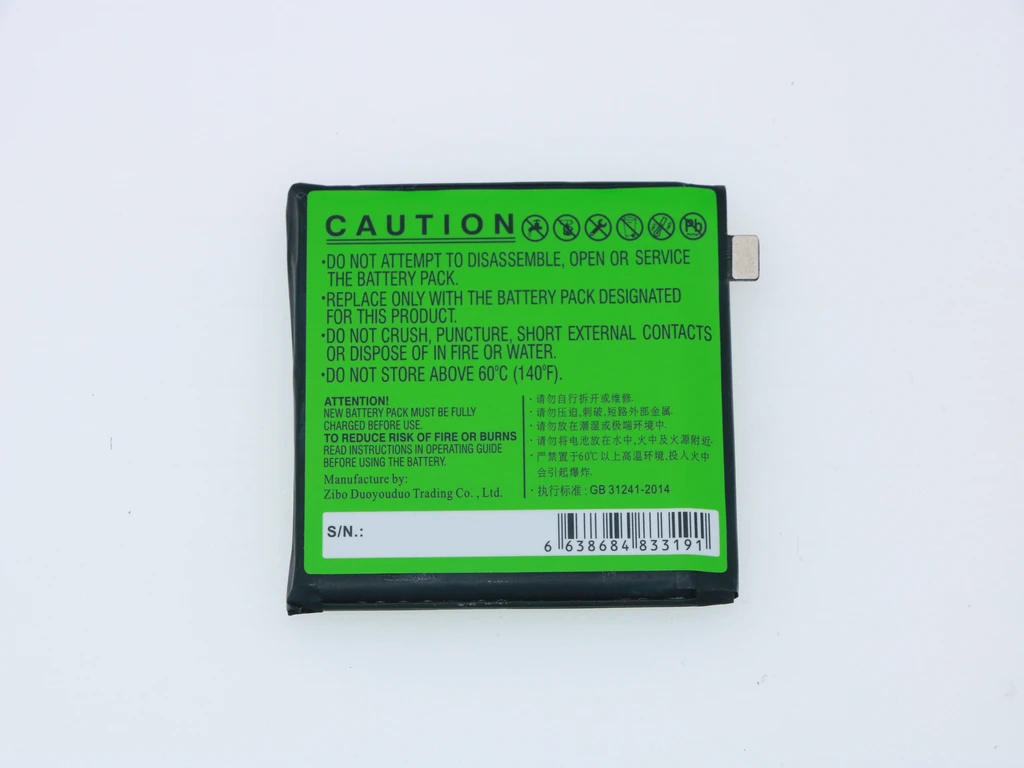 CAUTION Pb
·DO NOT ATTEMPT TO DISASSEMBLE, OPEN OR SERVICE
THE BATTERY PACK.
·REPLACE ONLY WITH THE BATTERY PACK DESIGNATED
FOR THIS PRODUCT.
·DO NOT CRUSH, PUNCTURE, SHORT EXTERNAL CONTACTS
OR DISPOSE OF IN FIRE OR WATER.
·DO NOT STORE ABOVE 60°C (140°F).
ATTENTION!
NEW BATTERY PACK MUST BE FULLY
CHARGED BEFORE USE.
TO REDUCE RISK OF FIRE OR BURNS
READ INSTRUCTIONS IN OPERATING GUIDE
BEFORE USING THE BATTERY.
Manufacture by:
Zibo Duoyouduo Trading Co., Ltd.
·请勿自行拆开或维修.
·请勿压迫,刺破,短路外部金属.
·请勿放在潮湿或极端环境中.
·请勿将电池放在水中,火中及火源附近.
·严禁置于60℃以上高温环境,投入火中
会引起爆炸.
·执行标准: GB 31241-2014
S/N.:
6 638684 833191